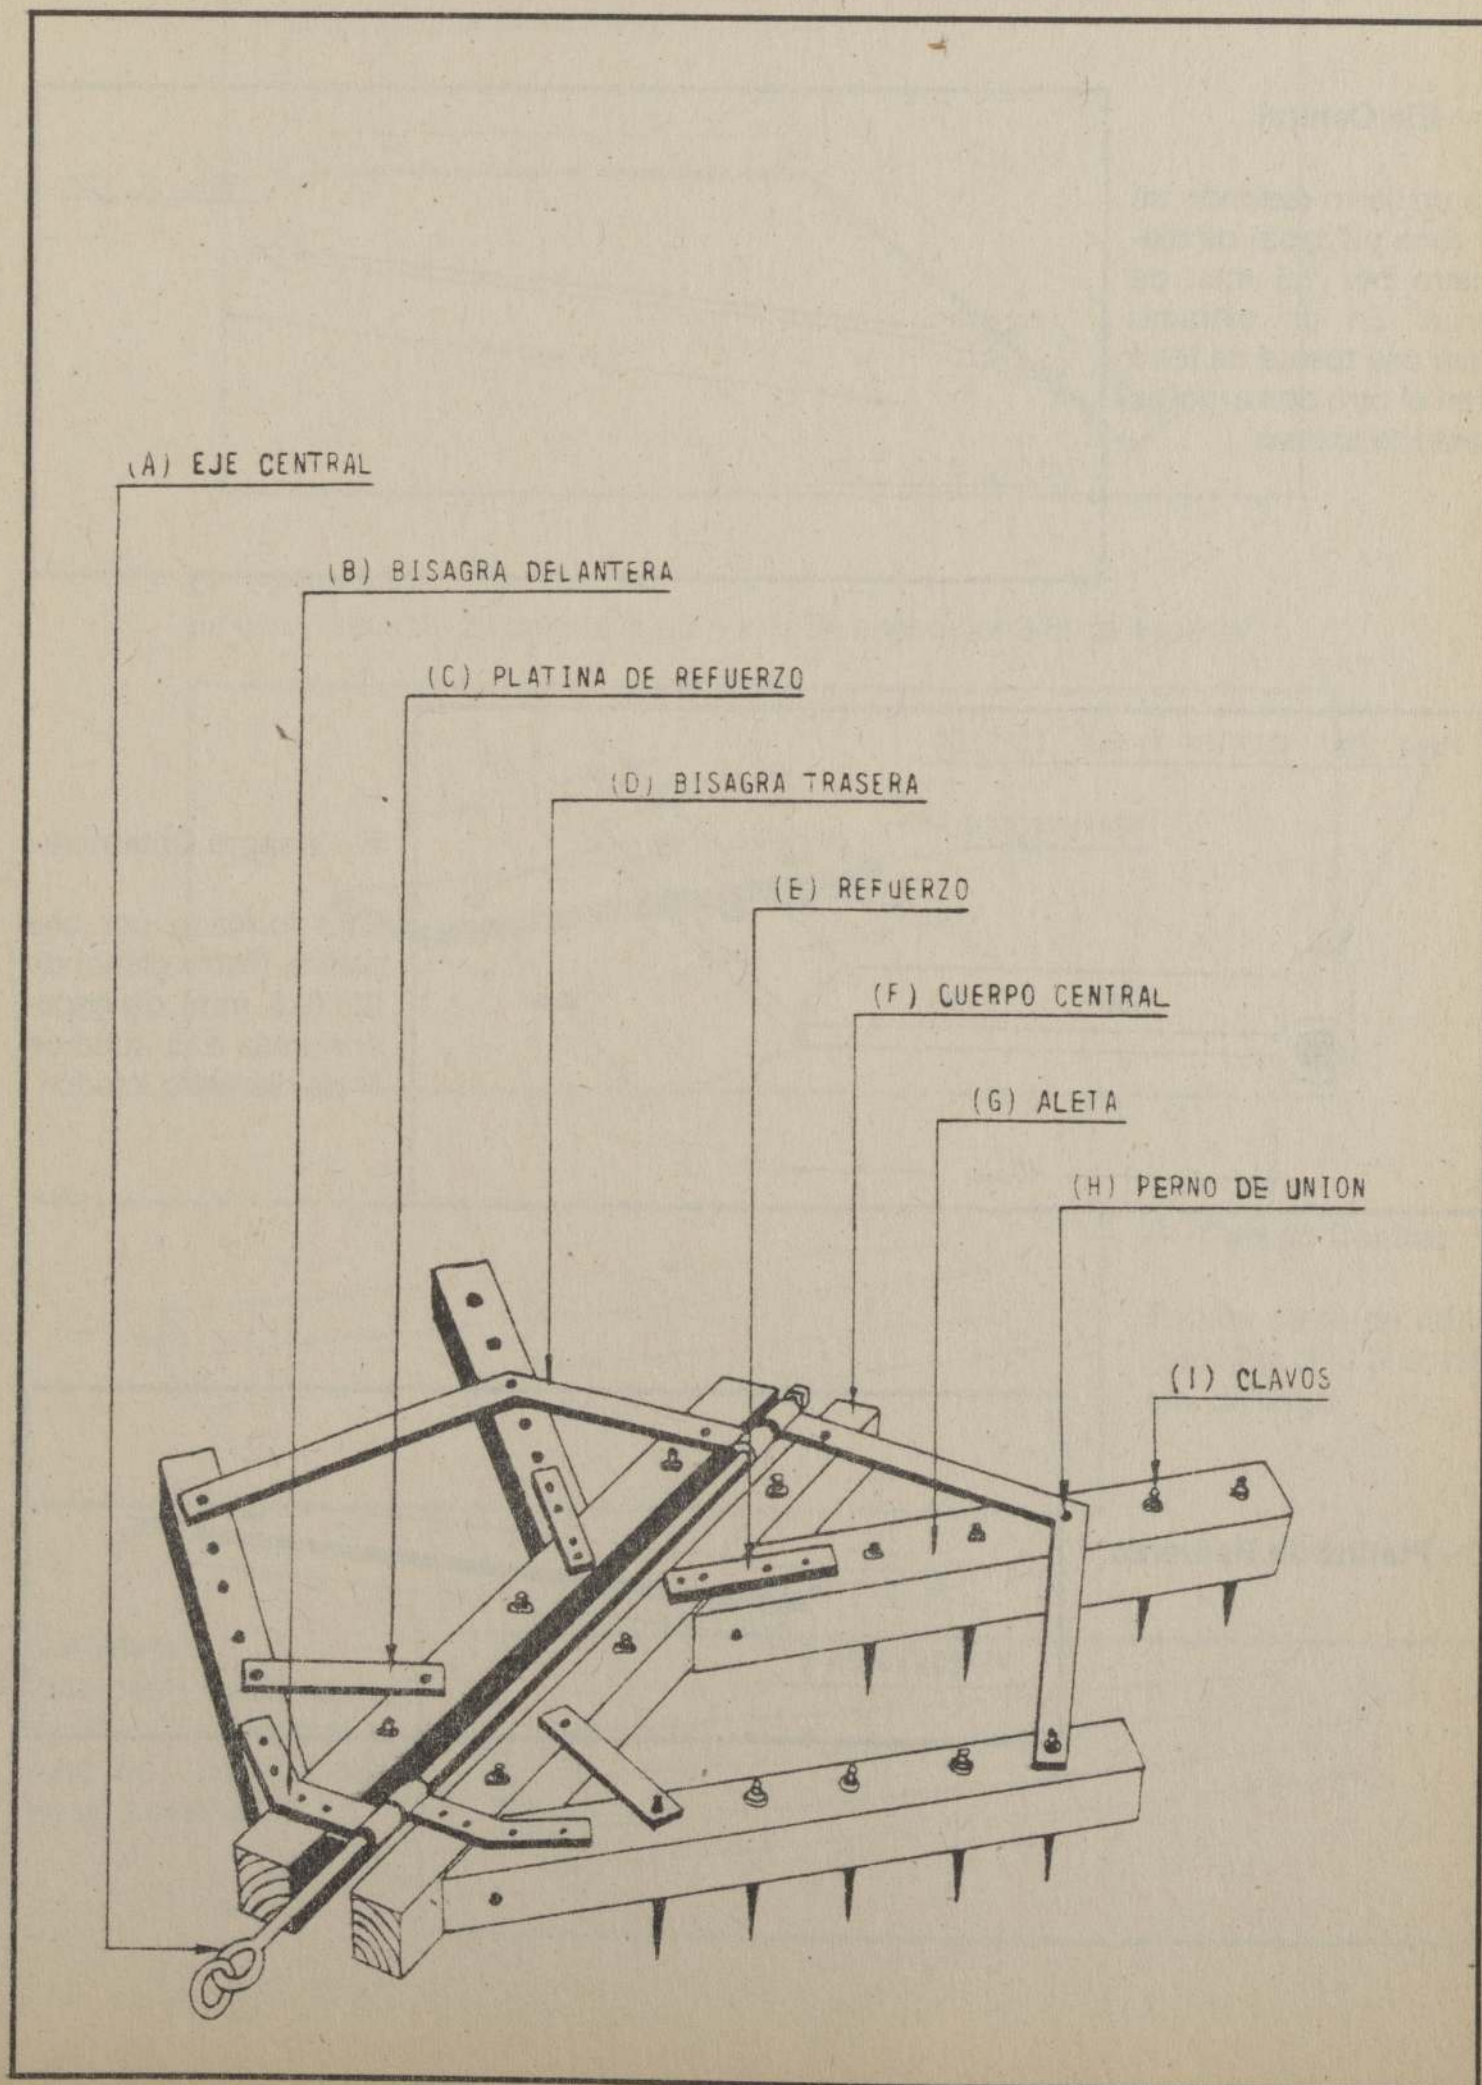 (A) EJE CENTRAL
(B) BISAGRA DELANTERA
(C) PLATINA DE REFUERZO
(D) BISAGRA TRASERA
(E) REFUERZO
(F) CUERPO CENTRAL
(G) ALETA
(H) PERNO DE UNION
(I) CLAVOS